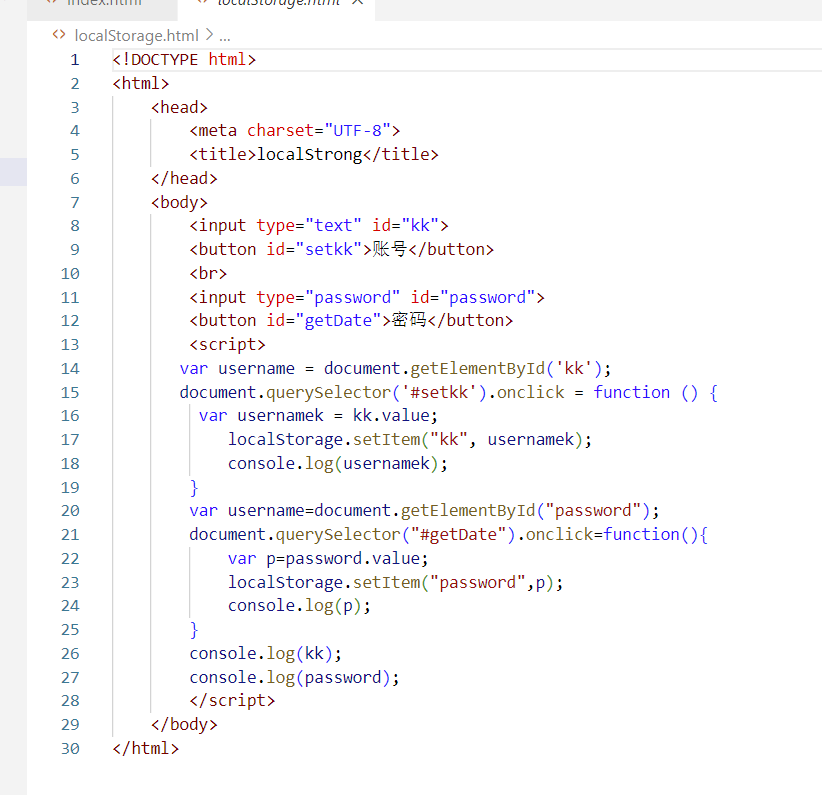 index.html localStorage.html
localStorage.html > ...
1 <!DOCTYPE html>
2 <html>
3 <head>
4 <meta charset="UTF-8">
5 <title>localStrong</title>
6 </head>
7 <body>
8 <input type="text" id="kk">
9 <button id="setkk">账号</button>
10 <br>
11 <input type="password" id="password">
12 <button id="getDate">密码</button>
13 <script>
14 var username = document.getElementById('kk');
15 document.querySelector('#setkk').onclick = function () {
16 var usernamek = kk.value;
17 localStorage.setItem("kk", usernamek);
18 console.log(usernamek);
19 }
20 var username=document.getElementById("password");
21 document.querySelector("#getDate").onclick=function(){
22 var p=password.value;
23 localStorage.setItem("password",p);
24 console.log(p);
25 }
26 console.log(kk);
27 console.log(password);
28 </script>
29 </body>
30 </html>